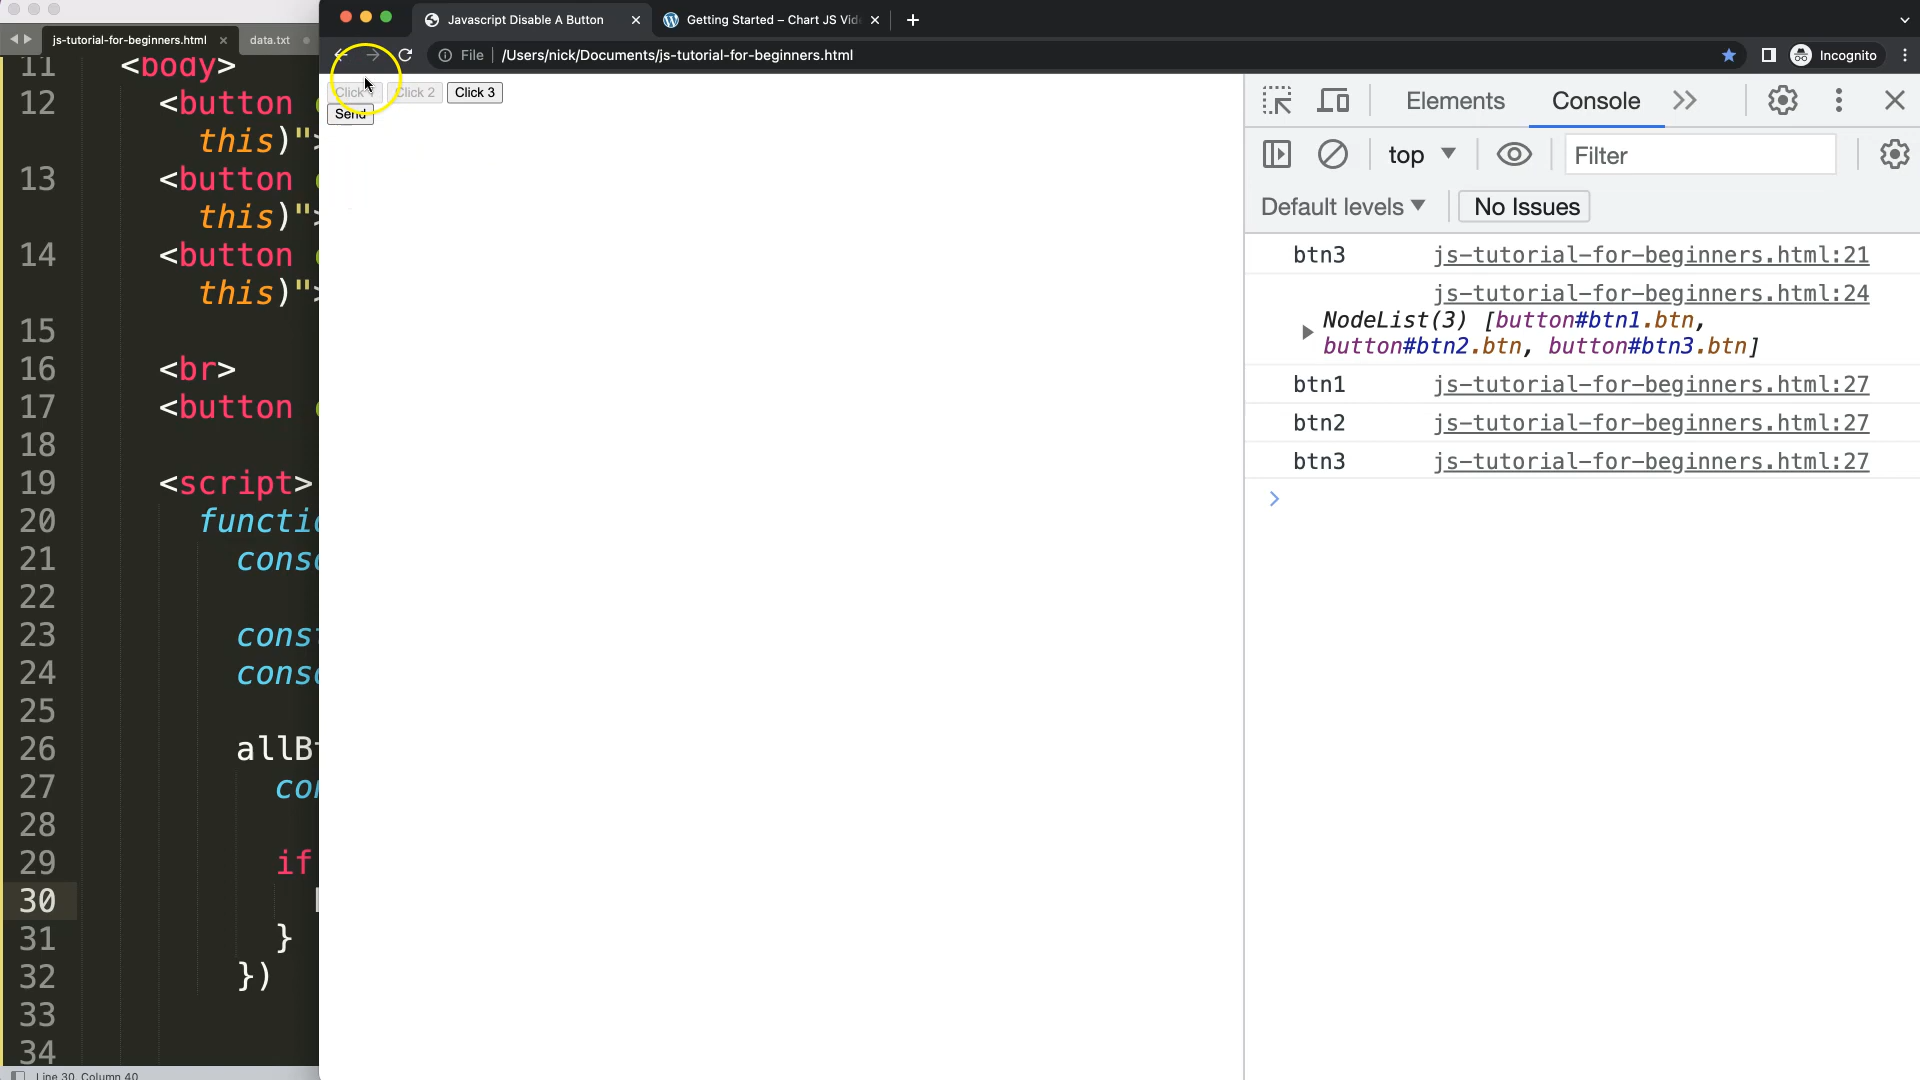 js-tutorial-for-beginners.html
data.txt
Javascript Disable A Button
Getting Started – Chart JS Vid
File
/Users/nick/Documents/js-tutorial-for-beginners.html
Incognito
11 <body>
12 <button
this)">
13 <button
this)">
14 <button
this)">
15
16 <br>
17 <button
18
19 <script>
20 functi
21 cons
22
23 cons
24 cons
25
26 allB
27 co
28
29 if
30
31 }
32 })
33
34
Line 30, Column 40
Click Click 2 Click 3
Send
Elements Console
top Filter
Default levels No Issues
btn3 js-tutorial-for-beginners.html:21
js-tutorial-for-beginners.html:24
NodeList(3) [button#btn1.btn,
button#btn2.btn, button#btn3.btn]
btn1 js-tutorial-for-beginners.html:27
btn2 js-tutorial-for-beginners.html:27
btn3 js-tutorial-for-beginners.html:27